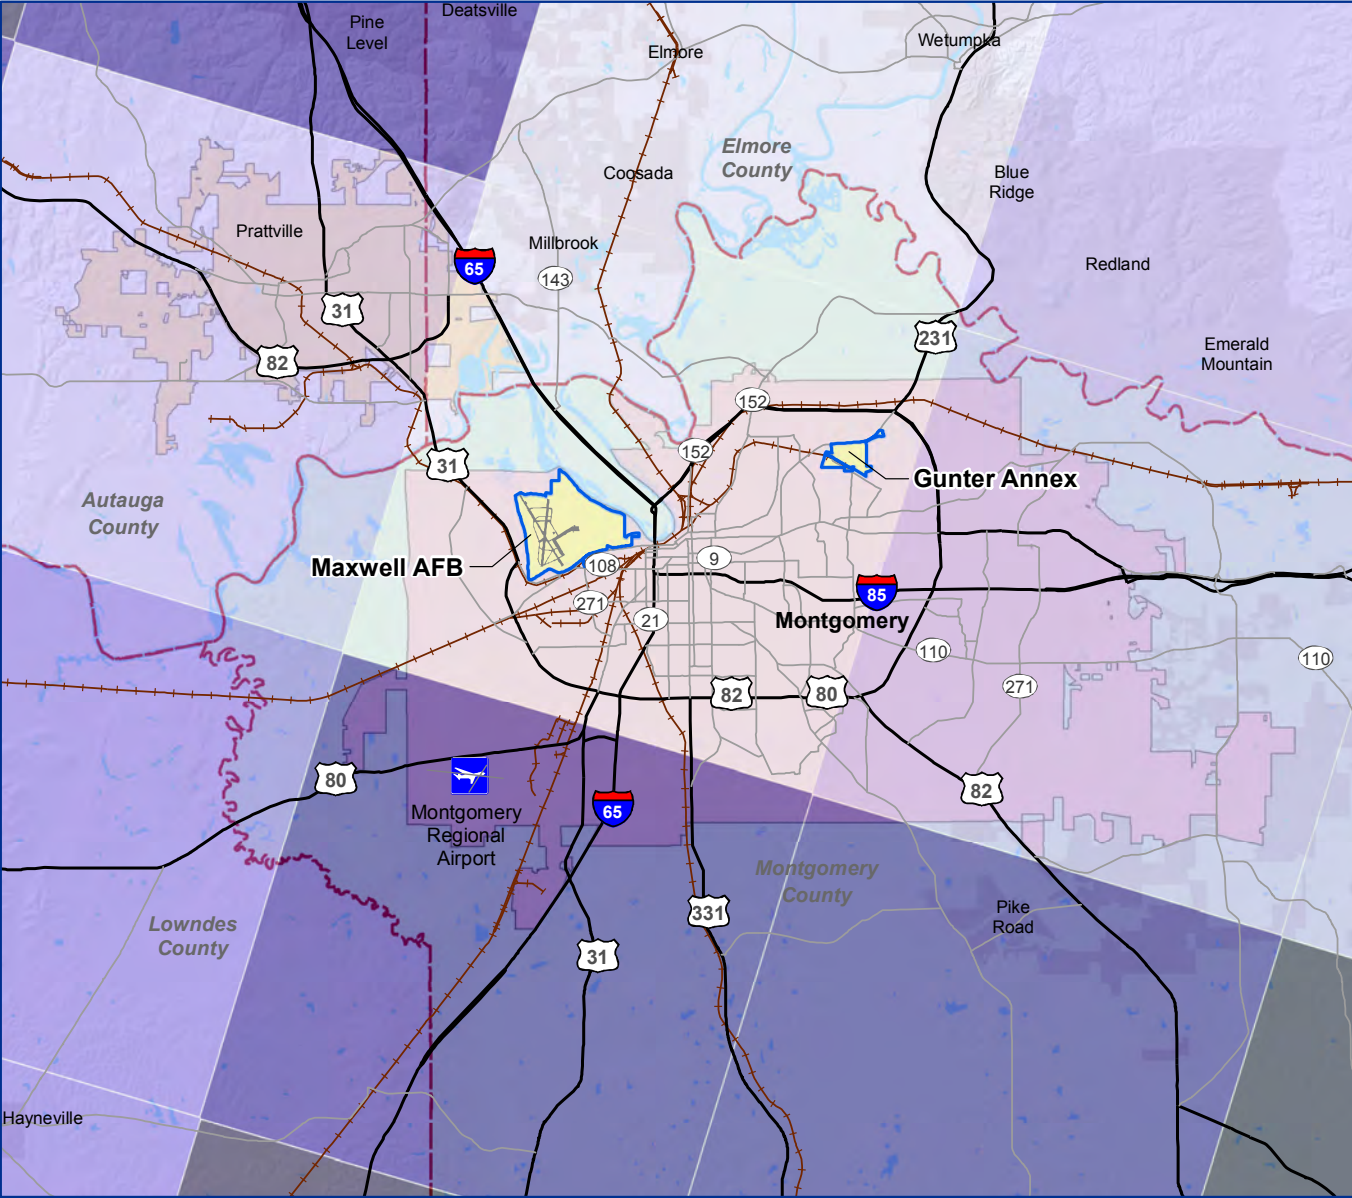 Deatsville
Pine
Level
Elmore
Wetumpka
Elmore
County
Coosada
Blue
Ridge
Prattville
Millbrook
65
143
Redland
31
231
Emerald
Mountain
82
152
152
31
Gunter Annex
Autauga
County
Maxwell AFB
108
9
271
85
21
Montgomery
110
110
271
82
80
80
82
Montgomery
Regional
Airport
65
Montgomery
County
331
Pike
Road
Lowndes
County
31
Hayneville